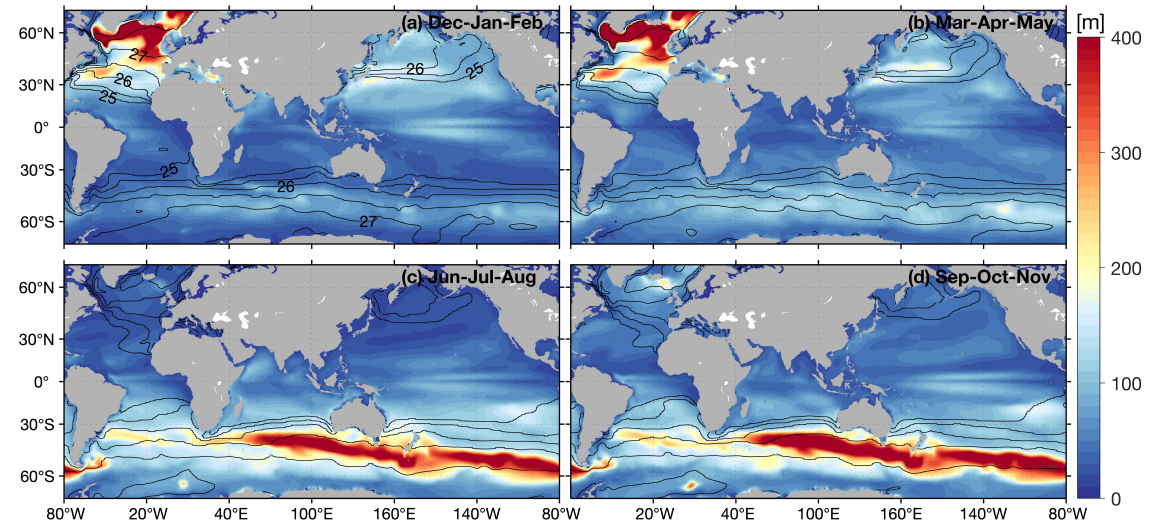 (a) Dec-Jan-Feb
(b) Mar-Apr-May
[m]
60°N
30°N
0°
30°S
60°S
27
26
25
26
25
25
26
27
400
300
200
100
0
(c) Jun-Jul-Aug
(d) Sep-Oct-Nov
60°N
30°N
0°
30°S
60°S
80°W
20°W
40°E
100°E
160°E
140°W
80°W
20°W
40°E
100°E
160°E
140°W
80°W